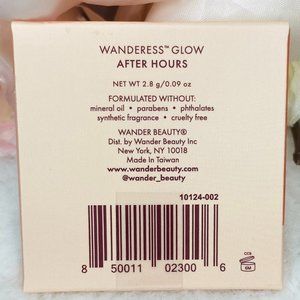 WANDERESS™ GLOW
AFTER HOURS
NET WT 2.8 g/0.09 oz
FORMULATED WITHOUT:
mineral oil • parabens • phthalates
synthetic fragrance • cruelty free
WANDER BEAUTY®
Dist. by Wander Beauty Inc
New York, NY 10018
Made In Taiwan
www.wanderbeauty.com
@wander_beauty
10124-002
8 50011 02300 6